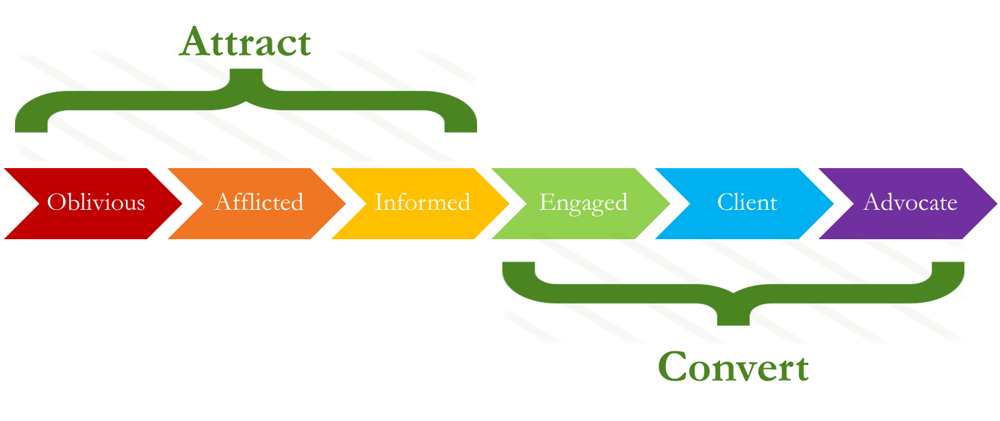 Attract
Oblivious
Afflicted
Informed
Engaged
Client
Advocate
Convert